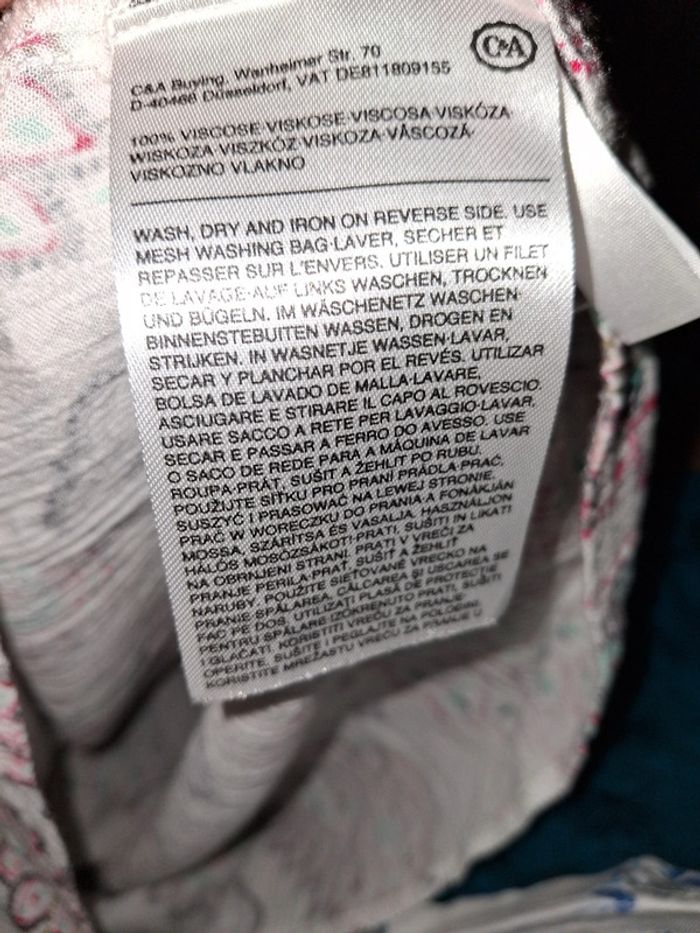 C&A
C&A Buying, Wanheimer Str. 70
D-40468 Düsseldorf, VAT DE811809155
100% VISCOSE·VISKOSE·VISCOSA·VISKÓZA·
WISKOZA·VISZKÓZ·VISKOZA·VÂSCOZĂ·
VISKOZNO VLAKNO
WASH, DRY AND IRON ON REVERSE SIDE. USE
MESH WASHING BAG·LAVER, SECHER ET
REPASSER SUR L'ENVERS. UTILISER UN FILET
DE LAVAGE·AUF LINKS WASCHEN, TROCKNEN
UND BÜGELN. IM WÄSCHENETZ WASCHEN·
BINNENSTEBUITEN WASSEN, DROGEN EN
STRIJKEN. IN WASNETJE WASSEN·LAVAR,
SECAR Y PLANCHAR POR EL REVÉS. UTILIZAR
BOLSA DE LAVADO DE MALLA·LAVARE,
ASCIUGARE E STIRARE IL CAPO AL ROVESCIO.
USARE SACCO A RETE PER LAVAGGIO·LAVAR,
SECAR E PASSAR A FERRO DO AVESSO. USE
O SACO DE REDE PARA A MÁQUINA DE LAVAR
ROUPA·PRÁT, SUŠIT A ŽEHLIT PO RUBU.
POUŽIJTE SÍŤKU PRO PRANÍ PRÁDLA·PRAĆ,
SUSZYĆ I PRASOWAĆ NA LEWEJ STRONIE.
PRAĆ W WORECZKU DO PRANIA·A FONÁKJÁN
MOSSA, SZÁRÍTSA ÉS VASALJA. HASZNÁLJON
HÁLÓS MOSÓZSÁKOT·PRATI, SUŠITI IN LIKATI
NA OBRNJENI STRANI. PRATI V VREČI ZA
PRANJE PERILA·PRAŤ, SUŠIŤ A ŽEHLIŤ
NARUBY. POUŽITE SIEŤOVANÉ VRECKO NA
PRANIE·SPĂLAREA, CĂLCAREA ȘI USCAREA SE
FAC PE DOS. UTILIZAȚI PLASĂ DE PROTECȚIE
PENTRU SPĂLARE·IZOKRENUTO PRATI, SUŠITI
I GLAČATI. KORISTITI VREĆU ZA PRANJE·
OPERITE, SUŠITE I PEGLAJTE NA POLEĐINI.
KORISTITE MREŽASTU VREĆU ZA PRANJE U